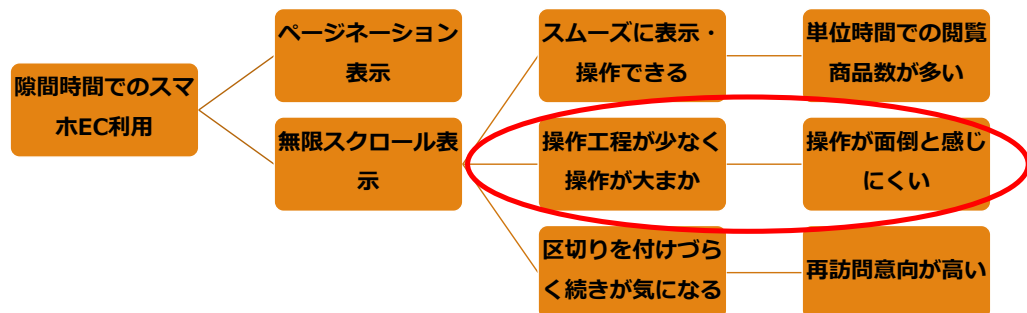 隙間時間でのスマ
ホEC利用
ページネーション
表示
無限スクロール表
示
スムーズに表示・
操作できる
単位時間での閲覧
商品数が多い
操作工程が少なく
操作が大まか
操作が面倒と感じ
にくい
区切りを付けづら
く続きが気になる
再訪問意向が高い